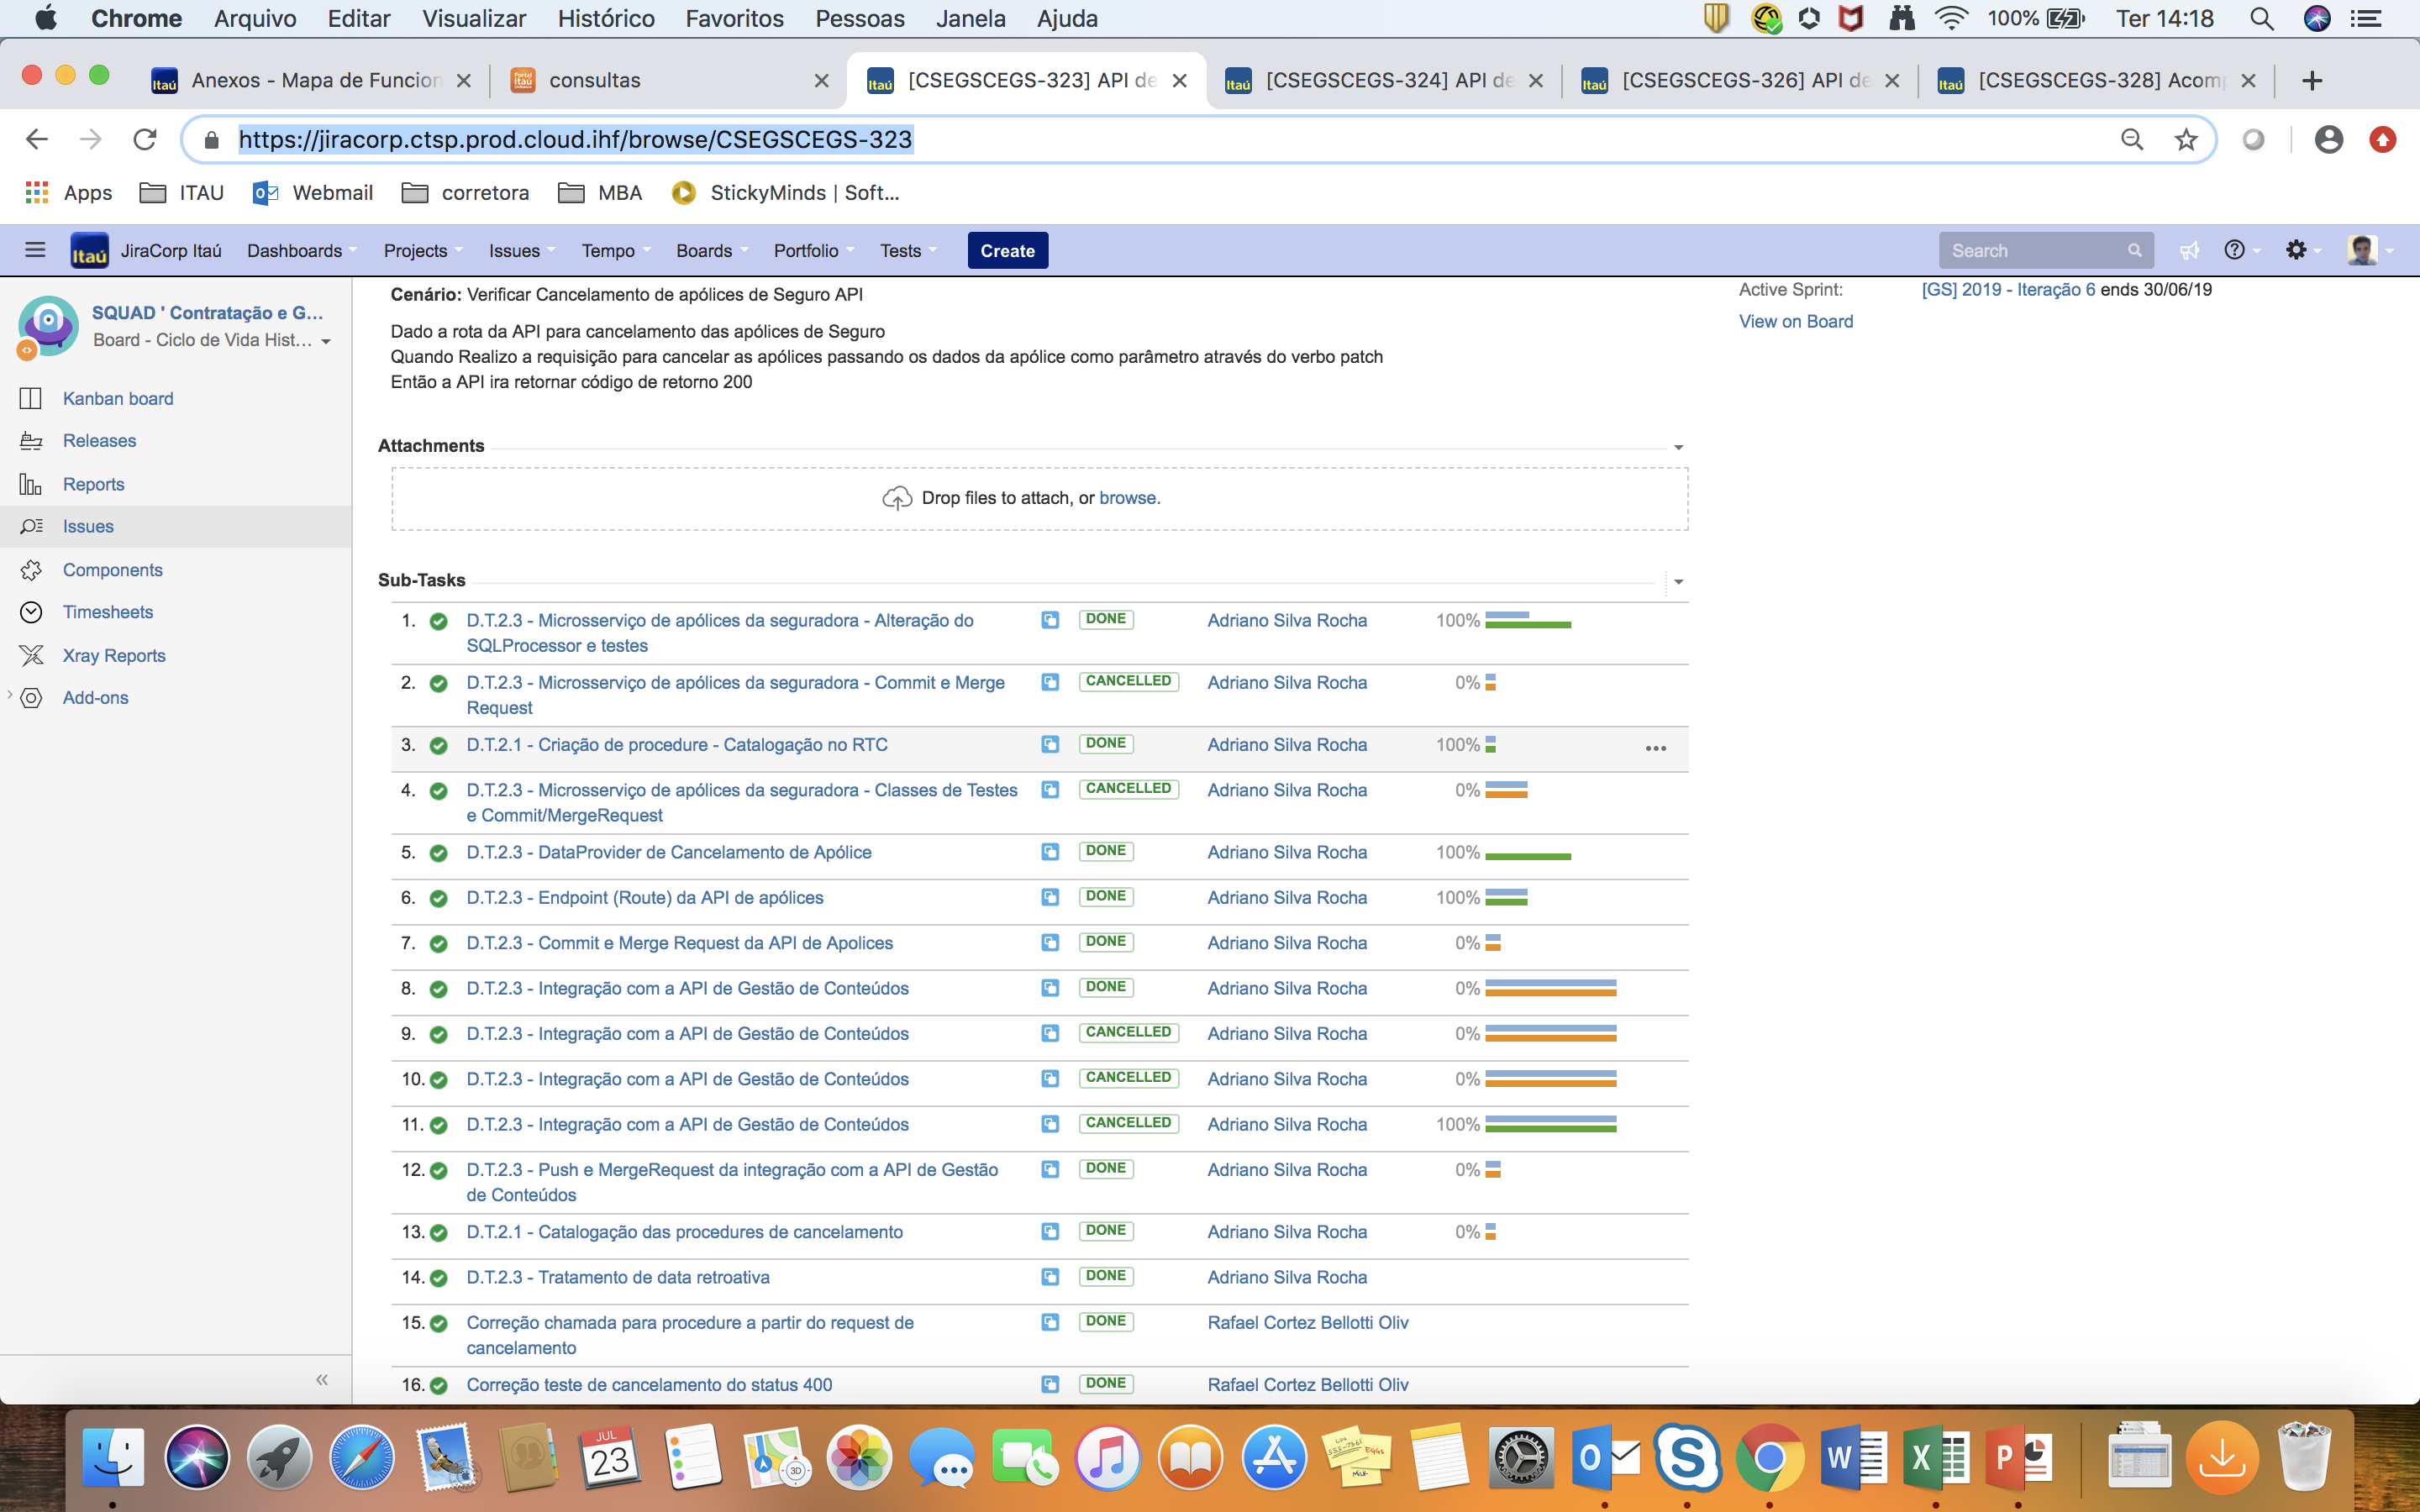 Chrome Arquivo Editar Visualizar Histórico Favoritos Pessoas Janela Ajuda 100% Ter 14:18
Anexos - Mapa de Funcion consultas [CSEGSCEGS-323] API de [CSEGSCEGS-324] API de [CSEGSCEGS-326] API de [CSEGSCEGS-328] Acom
https://jiracorp.ctsp.prod.cloud.ihf/browse/CSEGSCEGS-323
Apps ITAU Webmail corretora MBA StickyMinds | Soft...
Itaú JiraCorp Itaú Dashboards Projects Issues Tempo Boards Portfolio Tests Create Search
SQUAD ' Contratação e G...
Board - Ciclo de Vida Hist...
Kanban board
Releases
Reports
Issues
Components
Timesheets
Xray Reports
Add-ons
Cenário: Verificar Cancelamento de apólices de Seguro API
Dado a rota da API para cancelamento das apólices de Seguro
Quando Realizo a requisição para cancelar as apólices passando os dados da apólice como parâmetro através do verbo patch
Então a API ira retornar código de retorno 200
Active Sprint: [GS] 2019 - Iteração 6 ends 30/06/19
View on Board
Attachments
Drop files to attach, or browse.
Sub-Tasks
1. D.T.2.3 - Microsserviço de apólices da seguradora - Alteração do DONE Adriano Silva Rocha 100%
SQLProcessor e testes
2. D.T.2.3 - Microsserviço de apólices da seguradora - Commit e Merge CANCELLED Adriano Silva Rocha 0%
Request
3. D.T.2.1 - Criação de procedure - Catalogação no RTC DONE Adriano Silva Rocha 100%
4. D.T.2.3 - Microsserviço de apólices da seguradora - Classes de Testes CANCELLED Adriano Silva Rocha 0%
e Commit/MergeRequest
5. D.T.2.3 - DataProvider de Cancelamento de Apólice DONE Adriano Silva Rocha 100%
6. D.T.2.3 - Endpoint (Route) da API de apólices DONE Adriano Silva Rocha 100%
7. D.T.2.3 - Commit e Merge Request da API de Apolices DONE Adriano Silva Rocha 0%
8. D.T.2.3 - Integração com a API de Gestão de Conteúdos DONE Adriano Silva Rocha 0%
9. D.T.2.3 - Integração com a API de Gestão de Conteúdos CANCELLED Adriano Silva Rocha 0%
10. D.T.2.3 - Integração com a API de Gestão de Conteúdos CANCELLED Adriano Silva Rocha 0%
11. D.T.2.3 - Integração com a API de Gestão de Conteúdos CANCELLED Adriano Silva Rocha 100%
12. D.T.2.3 - Push e MergeRequest da integração com a API de Gestão DONE Adriano Silva Rocha 0%
de Conteúdos
13. D.T.2.1 - Catalogação das procedures de cancelamento DONE Adriano Silva Rocha 0%
14. D.T.2.3 - Tratamento de data retroativa DONE Adriano Silva Rocha
15. Correção chamada para procedure a partir do request de DONE Rafael Cortez Bellotti Oliv
cancelamento
16. Correção teste de cancelamento do status 400 DONE Rafael Cortez Bellotti Oliv
JUL
23